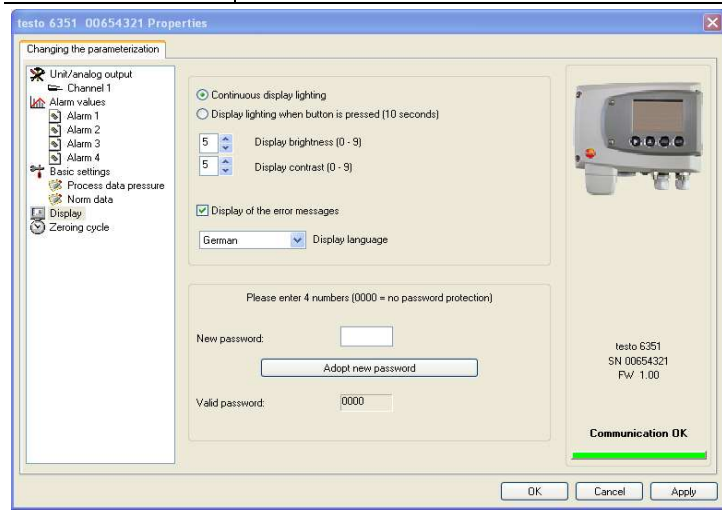 testo 6351 00654321 Properties
Changing the parameterization
Unit/analog output
Channel 1
Alarm values
Alarm 1
Alarm 2
Alarm 3
Alarm 4
Basic settings
Process data pressure
Norm data
Display
Zeroing cycle
Continuous display lighting
Display lighting when button is pressed (10 seconds)
5 Display brightness (0 - 9)
5 Display contrast (0 - 9)
Display of the error messages
German Display language
Please enter 4 numbers (0000 = no password protection)
New password:
Adopt new password
Valid password: 0000
testo 6351
SN 00654321
FW 1.00
Communication OK
OK Cancel Apply